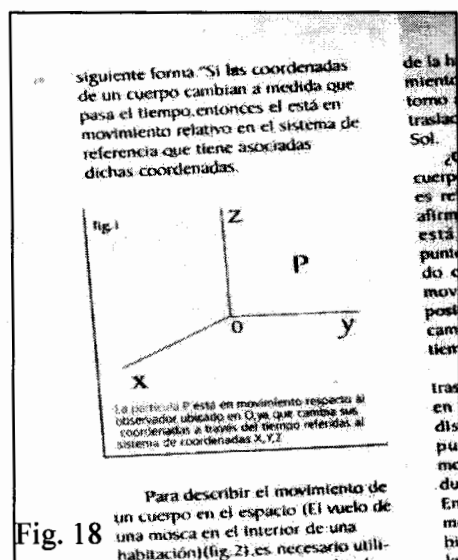 siguiente forma."Si las coordenadas
de un cuerpo cambian a medida que
pasa el tiempo,entonces el está en
movimiento relativo en el sistema de
referencia que tiene asociadas
dichas coordenadas.
fig.1
Z
P
O
y
x
La partícula P está en movimiento respecto al
observador ubicado en O,ya que cambia sus
coordenadas a través del tiempo referidas al
sistema de coordenadas X,Y,Z
Para describir el movimiento de
un cuerpo en el espacio (El vuelo de
una mosca en el interior de una
habitación)(fig.2),es necesario utili-
Fig. 18
de la h
miento
torno a
traslac
Sol.
¿Q
cuerpo
es re
afirm
está
punto
do c
mov
posi
cam
tiem
tras
en
dis
pu
mo
du
En
me
bi